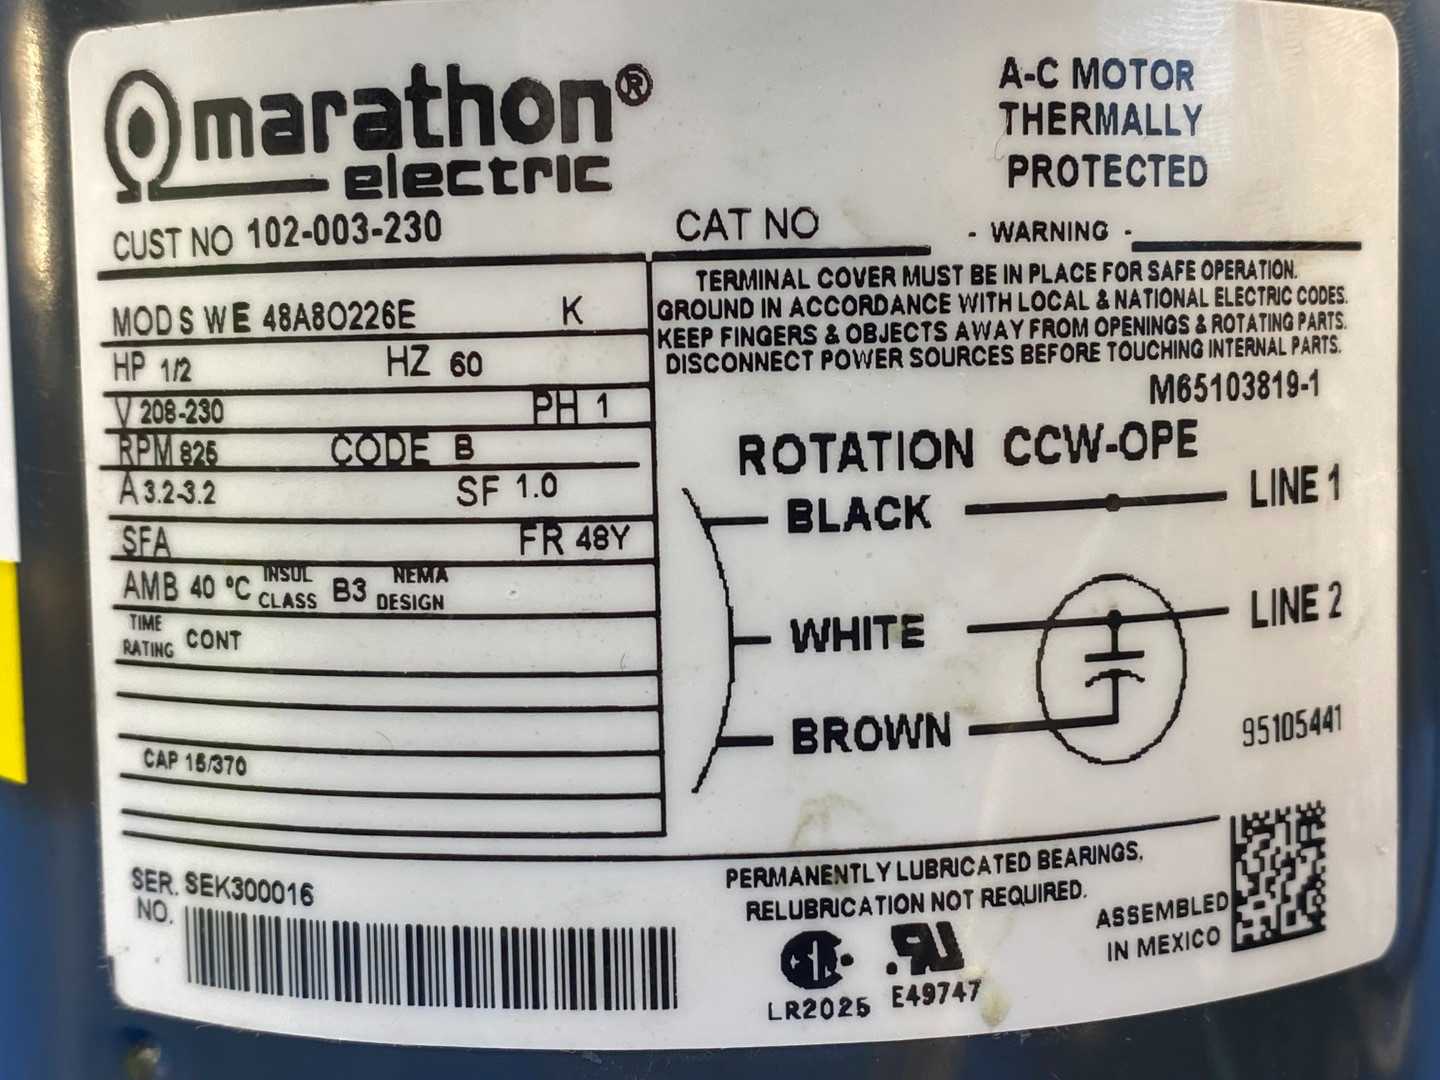 marathon®
electric
A-C MOTOR
THERMALLY
PROTECTED
CUST NO 102-003-230
CAT NO
- WARNING -
TERMINAL COVER MUST BE IN PLACE FOR SAFE OPERATION.
GROUND IN ACCORDANCE WITH LOCAL & NATIONAL ELECTRIC CODES.
KEEP FINGERS & OBJECTS AWAY FROM OPENINGS & ROTATING PARTS.
DISCONNECT POWER SOURCES BEFORE TOUCHING INTERNAL PARTS.
M65103819-1
MOD S WE 48A8O226E K
HP 1/2 HZ 60
V 208-230 PH 1
RPM 825 CODE B
A 3.2-3.2 SF 1.0
SFA FR 48Y
AMB 40 °C INSUL CLASS B3 NEMA DESIGN
TIME RATING CONT
CAP 15/370
ROTATION CCW-OPE
BLACK LINE 1
WHITE LINE 2
BROWN
95105441
SER. NO. SEK300016
PERMANENTLY LUBRICATED BEARINGS.
RELUBRICATION NOT REQUIRED.
ASSEMBLED
IN MEXICO
LR2025
E49747